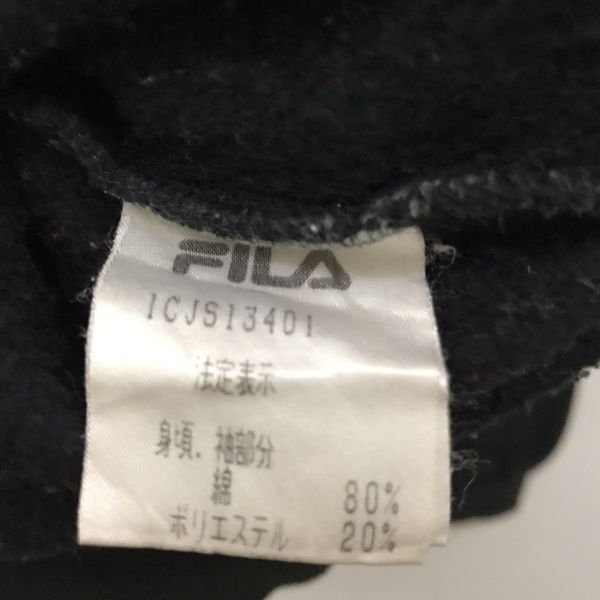 FILA
1CJS13401
法定表示
身頃、袖部分
綿 80%
ポリエステル 20%